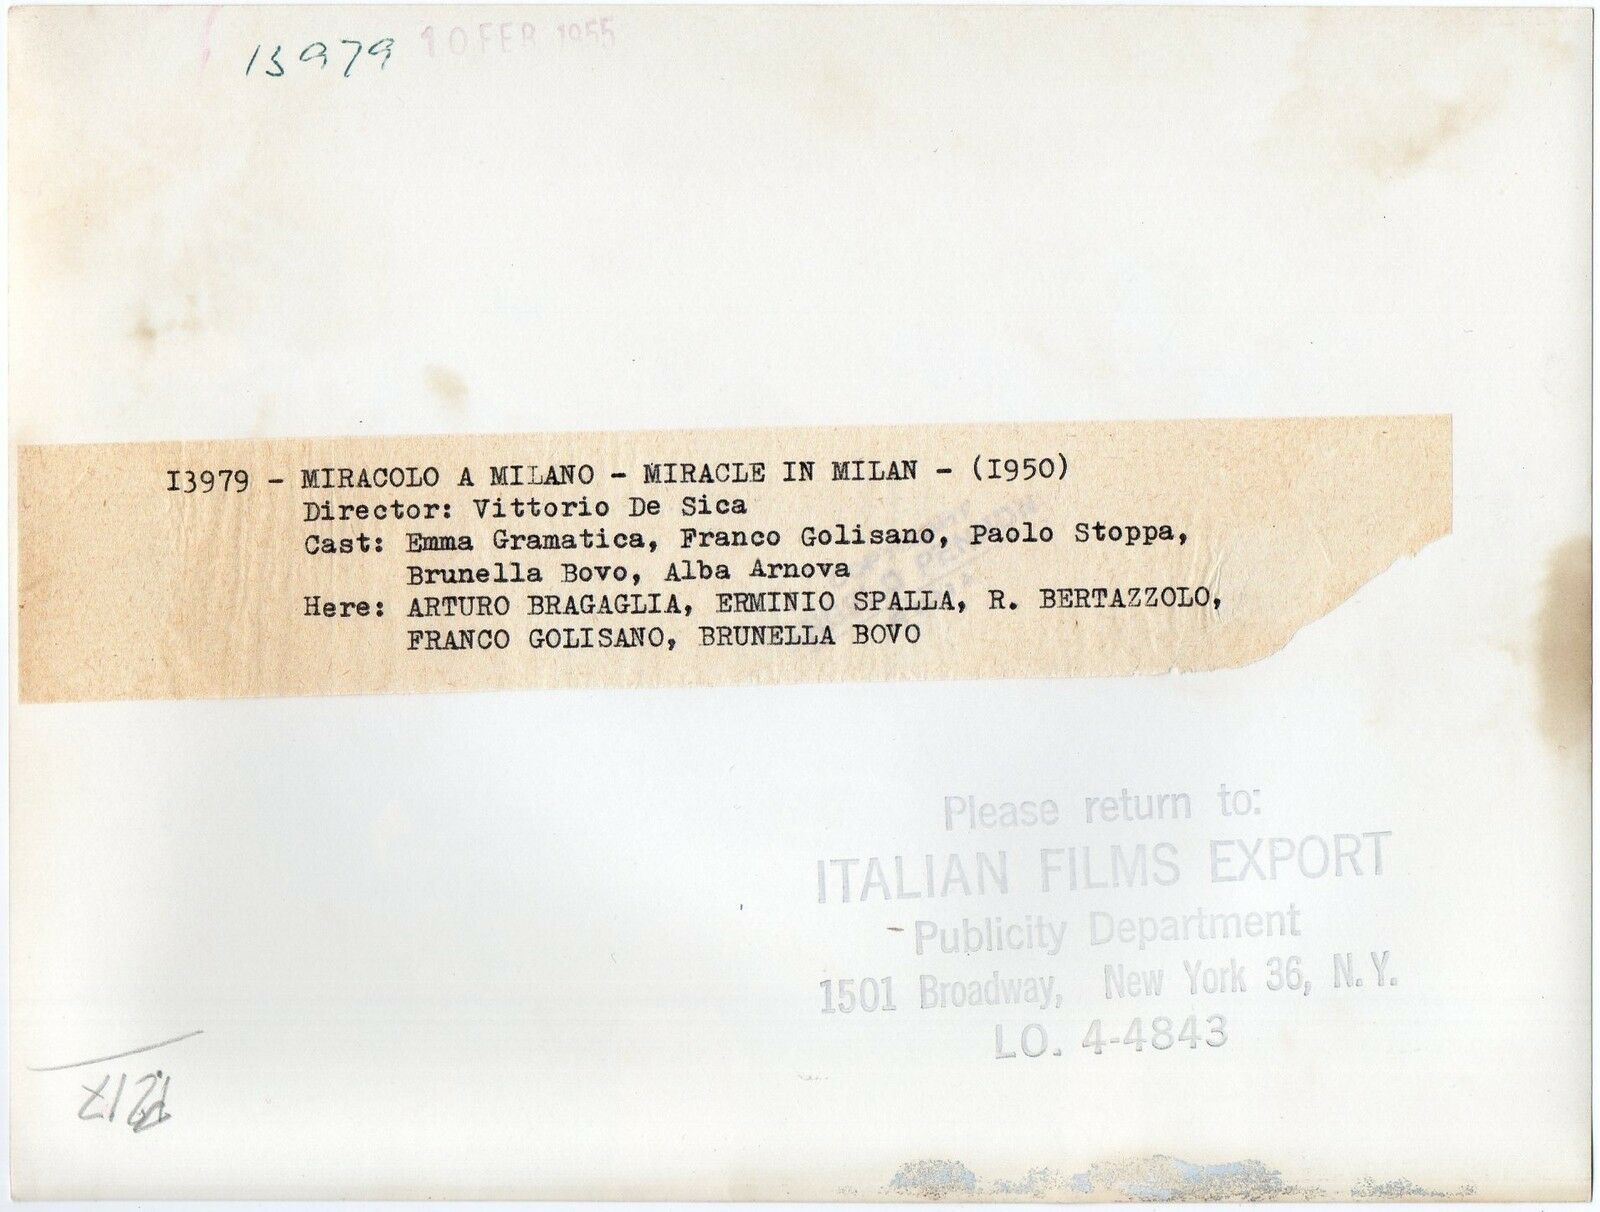 13979
10 FEB 1955
I3979 - MIRACOLO A MILANO - MIRACLE IN MILAN - (I950)
Director: Vittorio De Sica
Cast: Emma Gramatica, Franco Golisano, Paolo Stoppa,
Brunella Bovo, Alba Arnova
Here: ARTURO BRAGAGLIA, ERMINIO SPALLA, R. BERTAZZOLO,
FRANCO GOLISANO, BRUNELLA BOVO
Please return to:
ITALIAN FILMS EXPORT
Publicity Department
1501 Broadway, New York 36, N.Y.
LO. 4-4843